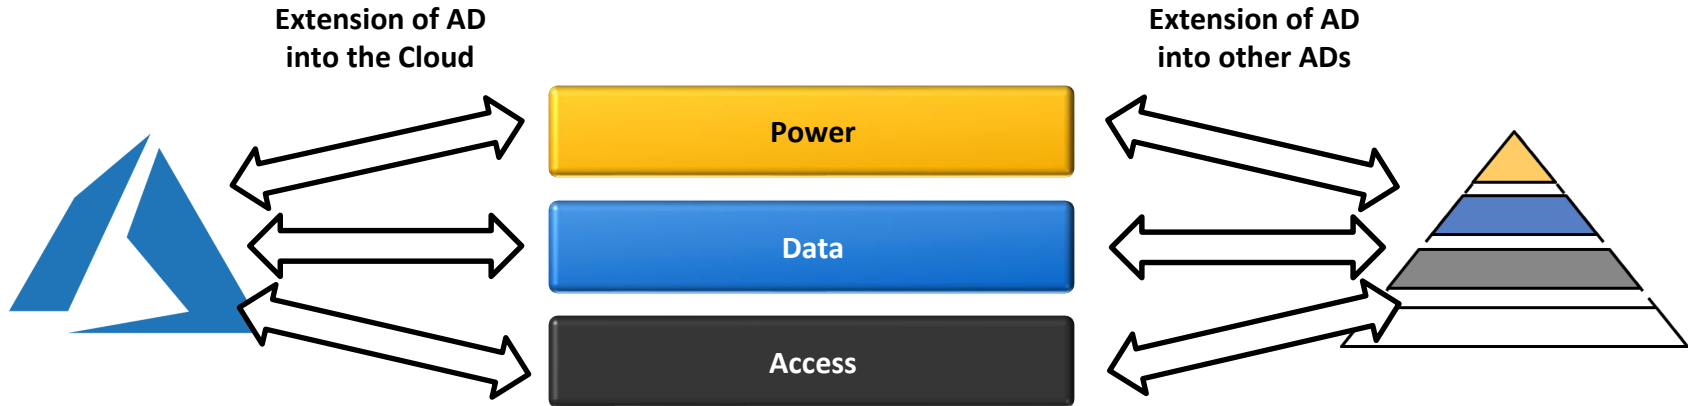 Extension of AD
into the Cloud
Extension of AD
into other ADs
Power
Data
Access